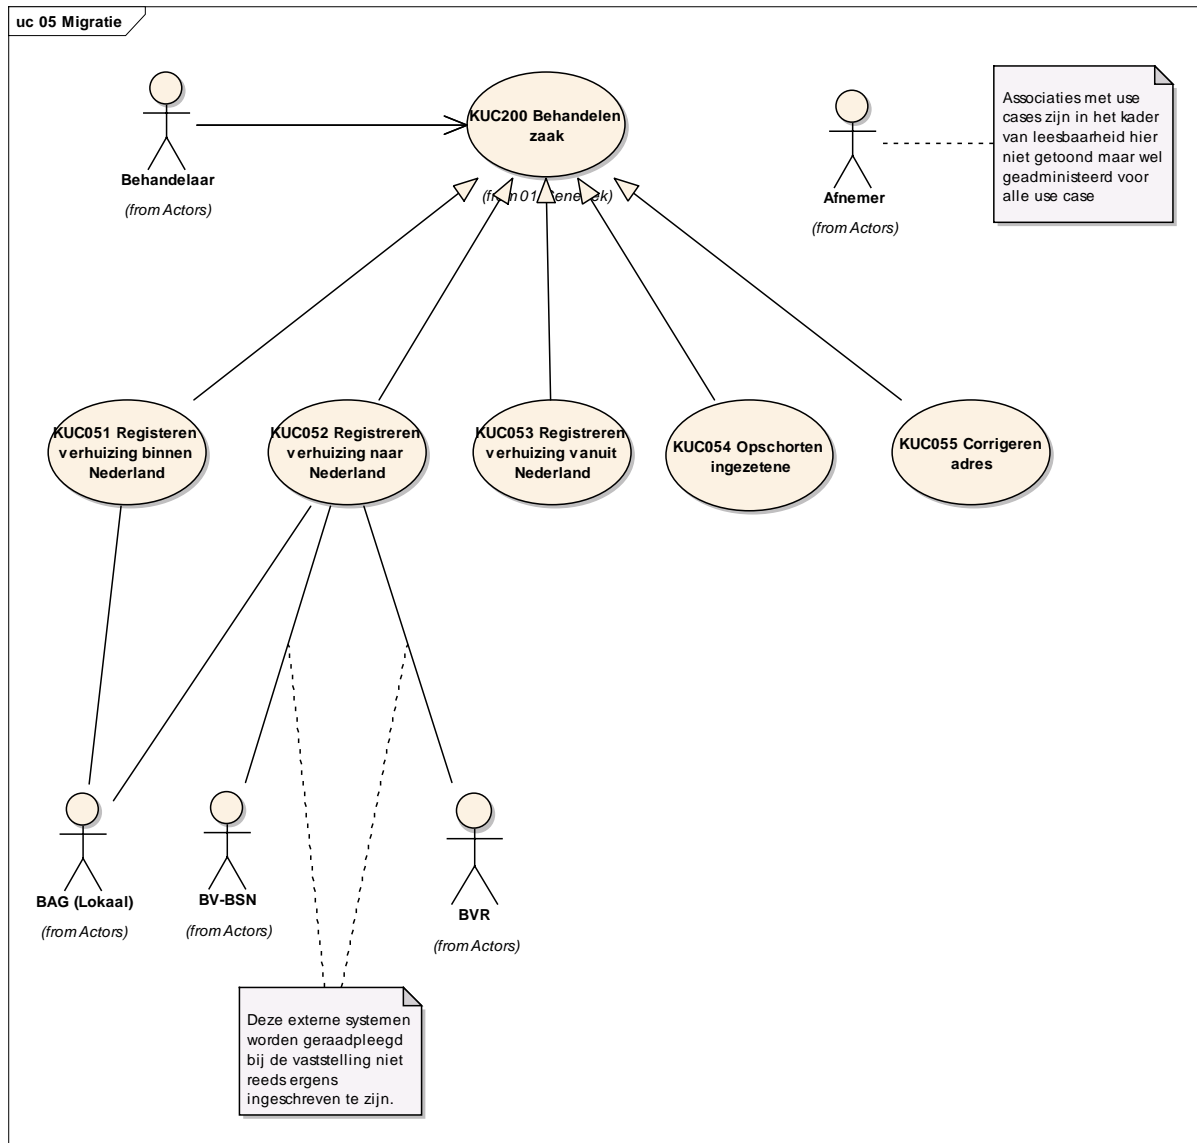 uc 05 Migratie
KUC200 Behandelen
zaak
(from 01 Generiek)
Behandelaar
(from Actors)
Afnemer
(from Actors)
Associaties met use
cases zijn in het kader
van leesbaarheid hier
niet getoond maar wel
geadministeerd voor
alle use case
KUC051 Registeren
verhuizing binnen
Nederland
KUC052 Registreren
verhuizing naar
Nederland
KUC053 Registreren
verhuizing vanuit
Nederland
KUC054 Opschorten
ingezetene
KUC055 Corrigeren
adres
BAG (Lokaal)
(from Actors)
BV-BSN
(from Actors)
BVR
(from Actors)
Deze externe systemen
worden geraadpleegd
bij de vaststelling niet
reeds ergens
ingeschreven te zijn.